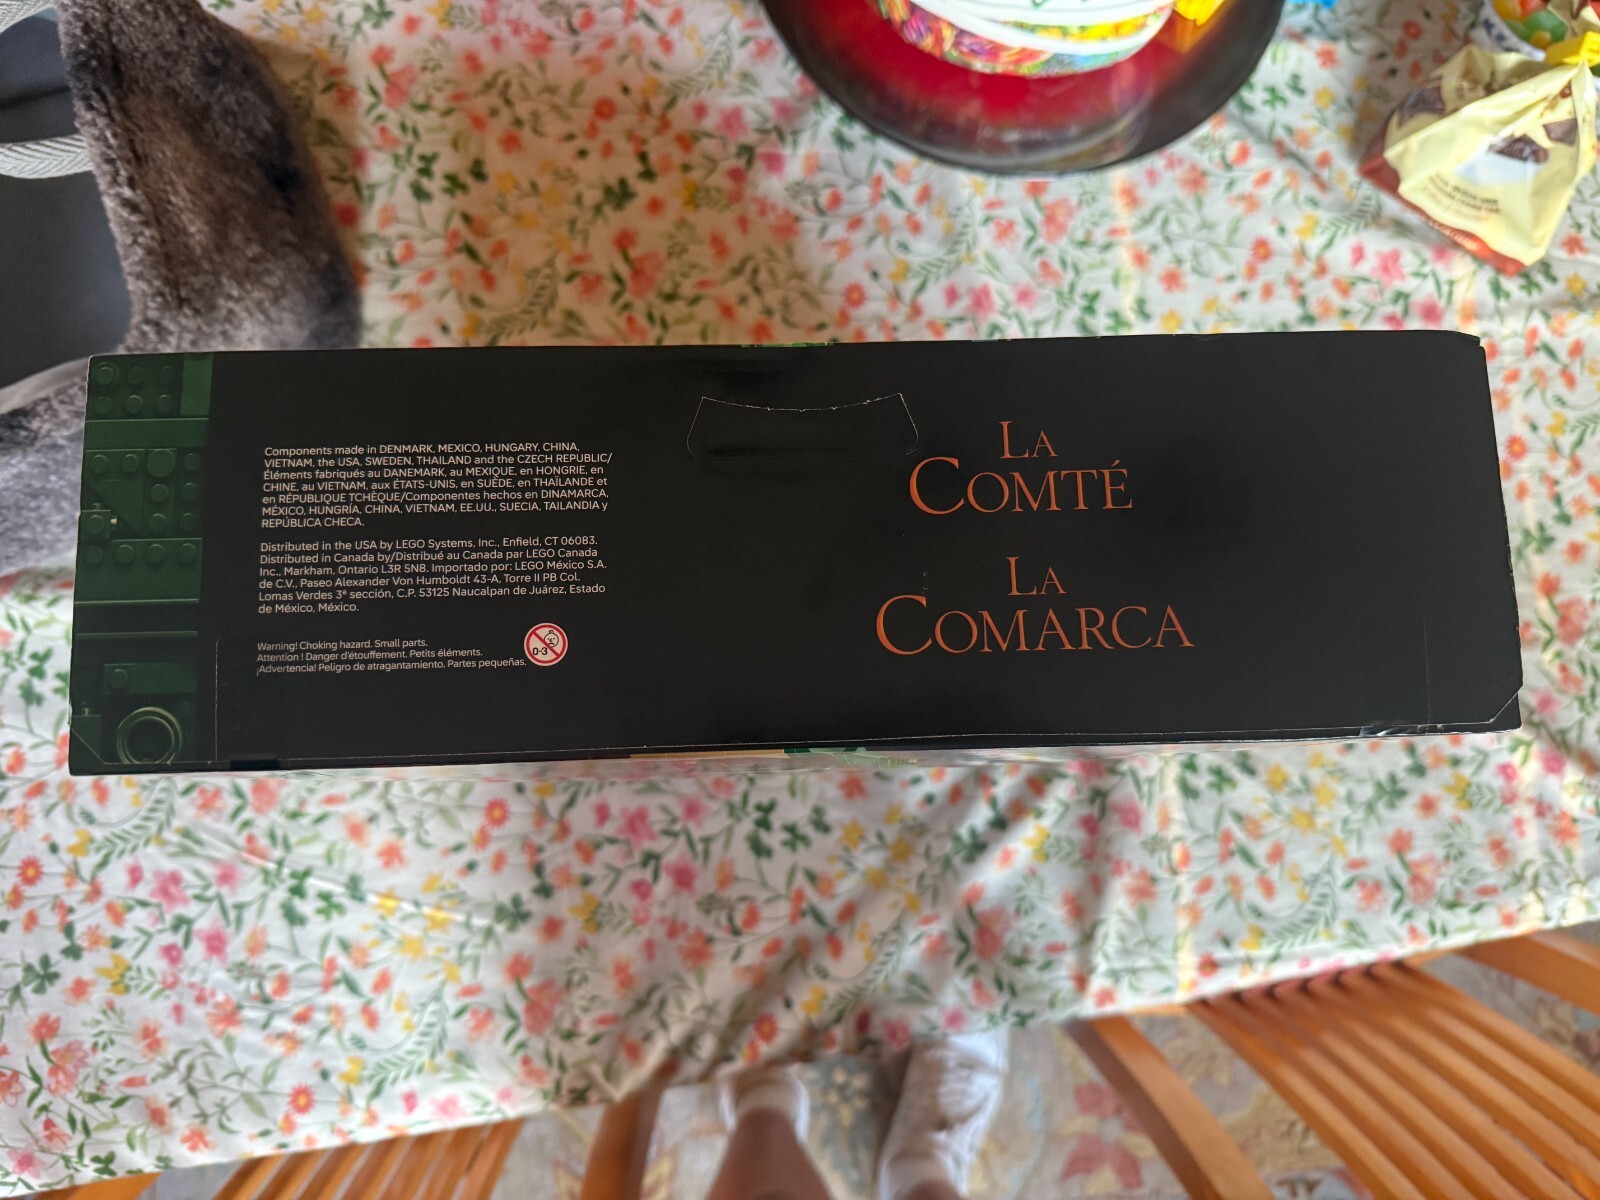 Components made in DENMARK, MEXICO, HUNGARY, CHINA,
VIETNAM, the USA, SWEDEN, THAILAND and the CZECH REPUBLIC/
Éléments fabriqués au DANEMARK, au MEXIQUE, en HONGRIE, en
CHINE, au VIETNAM, aux ÉTATS-UNIS, en SUÈDE, en THAÏLANDE et
en RÉPUBLIQUE TCHÈQUE/Componentes hechos en DINAMARCA,
MÉXICO, HUNGRÍA, CHINA, VIETNAM, EE.UU., SUECIA, TAILANDIA y
REPÚBLICA CHECA.
Distributed in the USA by LEGO Systems, Inc., Enfield, CT 06083.
Distributed in Canada by/Distribué au Canada par LEGO Canada
Inc., Markham, Ontario L3R 5N8. Importado por: LEGO México S.A.
de C.V., Paseo Alexander Von Humboldt 43-A, Torre II PB Col.
Lomas Verdes 3ª sección, C.P. 53125 Naucalpan de Juárez, Estado
de México, México.
Warning! Choking hazard. Small parts.
Attention ! Danger d'étouffement. Petits éléments.
¡Advertencia! Peligro de atragantamiento. Partes pequeñas.
0-3
LA
COMTÉ
LA
COMARCA